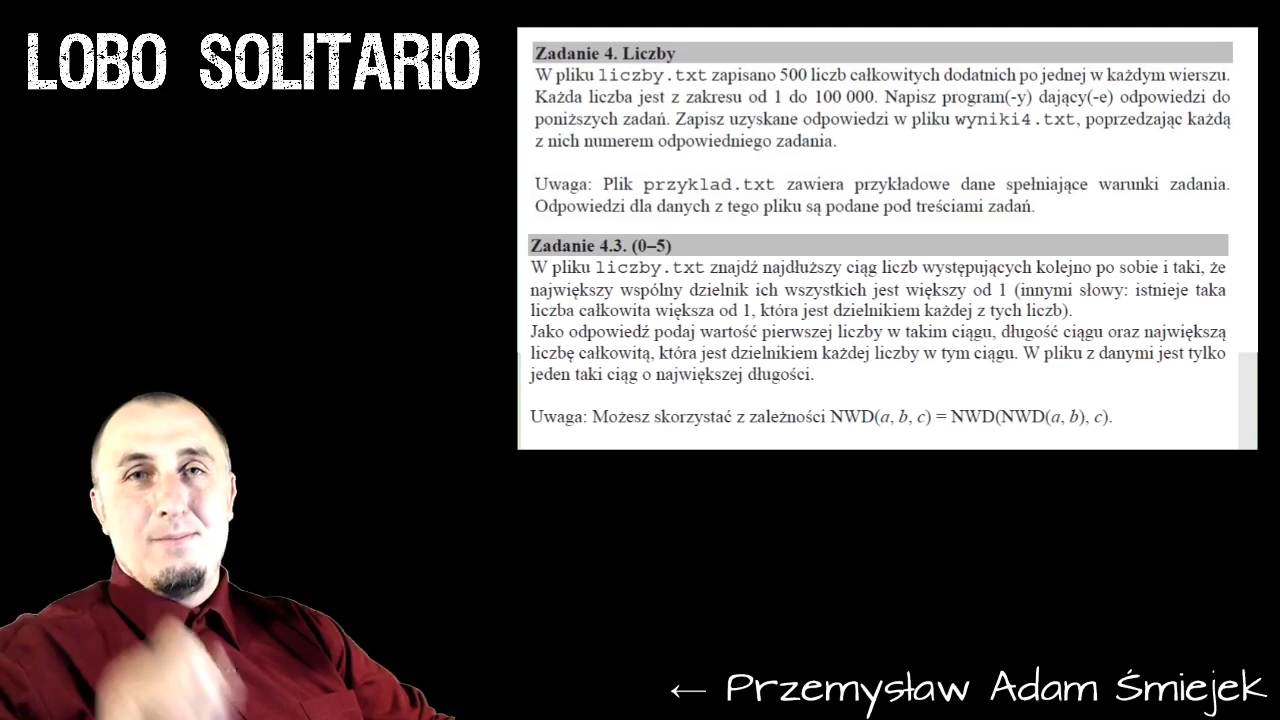 LOBO SOLITARIO
Zadanie 4. Liczby
W pliku liczby.txt zapisano 500 liczb całkowitych dodatnich po jednej w każdym wierszu.
Każda liczba jest z zakresu od 1 do 100 000. Napisz program(-y) dający(-e) odpowiedzi do
poniższych zadań. Zapisz uzyskane odpowiedzi w pliku wyniki4.txt, poprzedzając każdą
z nich numerem odpowiedniego zadania.
Uwaga: Plik przyklad.txt zawiera przykładowe dane spełniające warunki zadania.
Odpowiedzi dla danych z tego pliku są podane pod treściami zadań.
Zadanie 4.3. (0–5)
W pliku liczby.txt znajdź najdłuższy ciąg liczb występujących kolejno po sobie i taki, że
największy wspólny dzielnik ich wszystkich jest większy od 1 (innymi słowy: istnieje taka
liczba całkowita większa od 1, która jest dzielnikiem każdej z tych liczb).
Jako odpowiedź podaj wartość pierwszej liczby w takim ciągu, długość ciągu oraz największą
liczbę całkowitą, która jest dzielnikiem każdej liczby w tym ciągu. W pliku z danymi jest tylko
jeden taki ciąg o największej długości.
Uwaga: Możesz skorzystać z zależności NWD(a, b, c) = NWD(NWD(a, b), c).
← Przemysław Adam Śmiejek